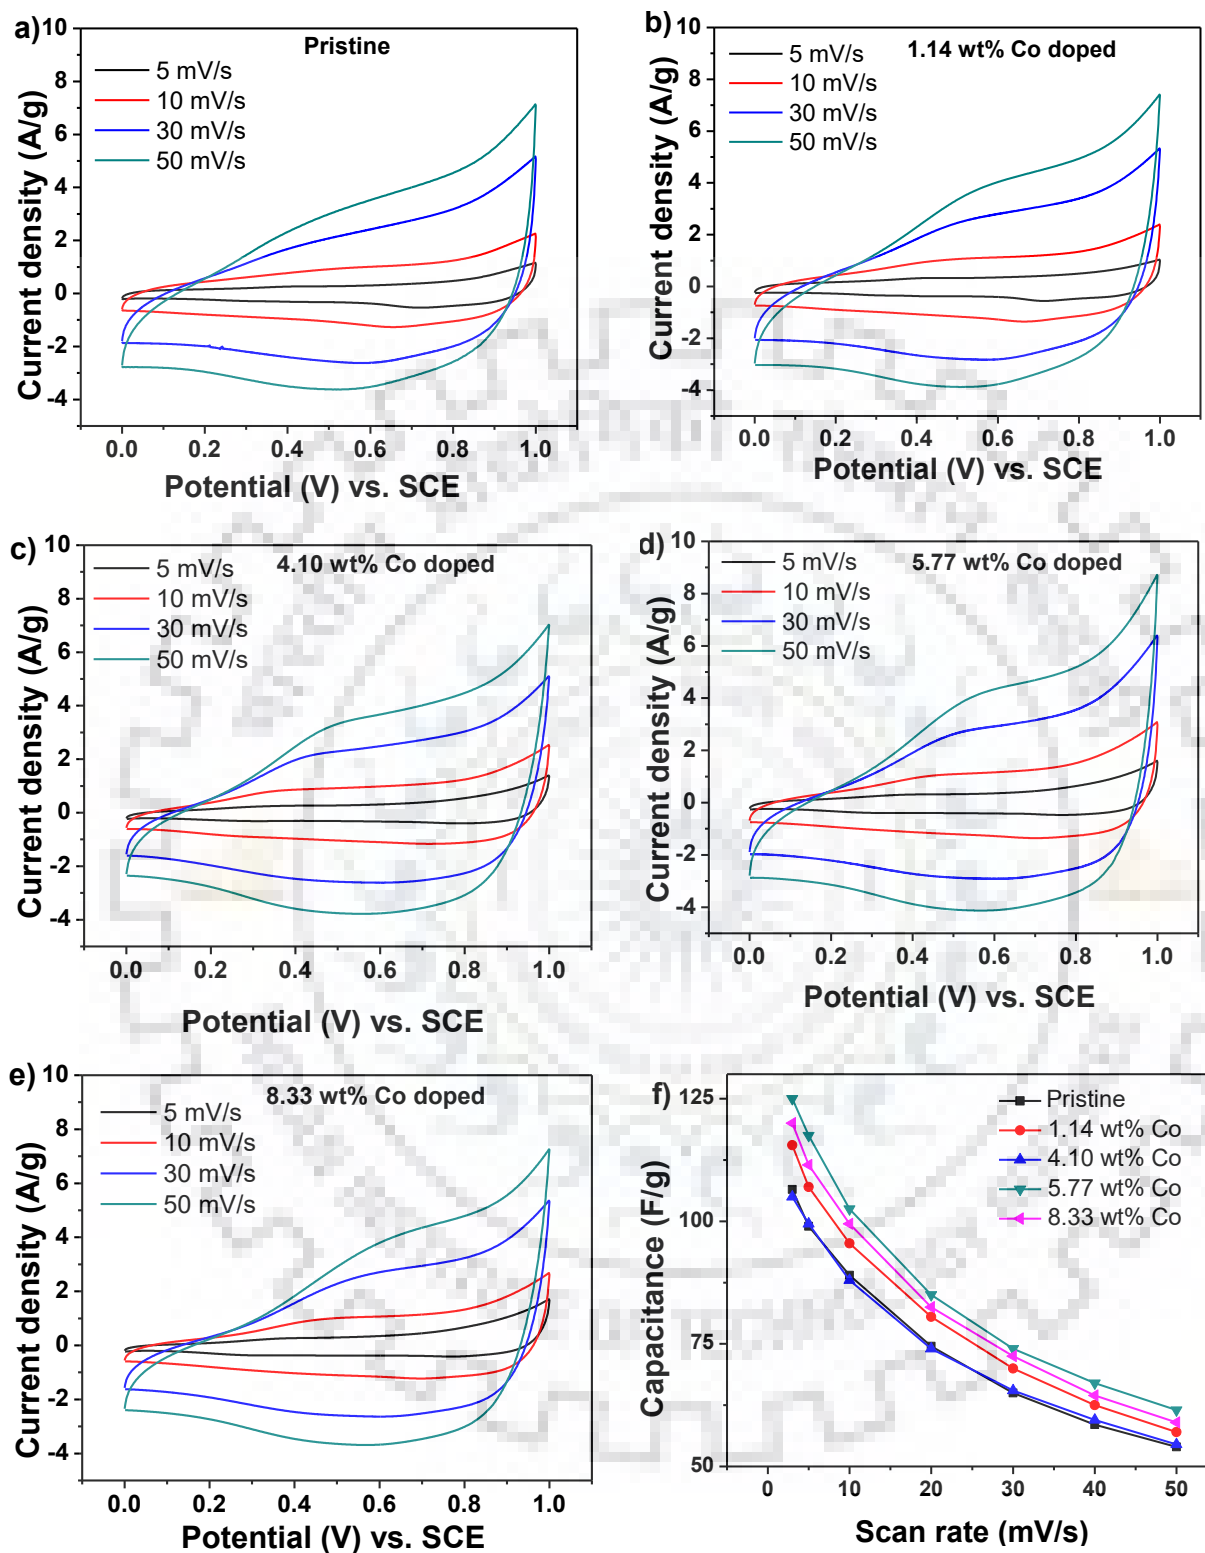 a)
Pristine
5 mV/s
10 mV/s
30 mV/s
50 mV/s
10
8
6
4
2
0
-2
-4
Current density (A/g)
0.0 0.2 0.4 0.6 0.8 1.0
Potential (V) vs. SCE
b)
1.14 wt% Co doped
5 mV/s
10 mV/s
30 mV/s
50 mV/s
10
8
6
4
2
0
-2
-4
Current density (A/g)
0.0 0.2 0.4 0.6 0.8 1.0
Potential (V) vs. SCE
c)
4.10 wt% Co doped
5 mV/s
10 mV/s
30 mV/s
50 mV/s
10
8
6
4
2
0
-2
-4
Current density (A/g)
0.0 0.2 0.4 0.6 0.8 1.0
Potential (V) vs. SCE
d)
5.77 wt% Co doped
5 mV/s
10 mV/s
30 mV/s
50 mV/s
10
8
6
4
2
0
-2
-4
Current density (A/g)
0.0 0.2 0.4 0.6 0.8 1.0
Potential (V) vs. SCE
e)
8.33 wt% Co doped
5 mV/s
10 mV/s
30 mV/s
50 mV/s
10
8
6
4
2
0
-2
-4
Current density (A/g)
0.0 0.2 0.4 0.6 0.8 1.0
Potential (V) vs. SCE
f)
Pristine
1.14 wt% Co
4.10 wt% Co
5.77 wt% Co
8.33 wt% Co
125
100
75
50
Capacitance (F/g)
0 10 20 30 40 50
Scan rate (mV/s)